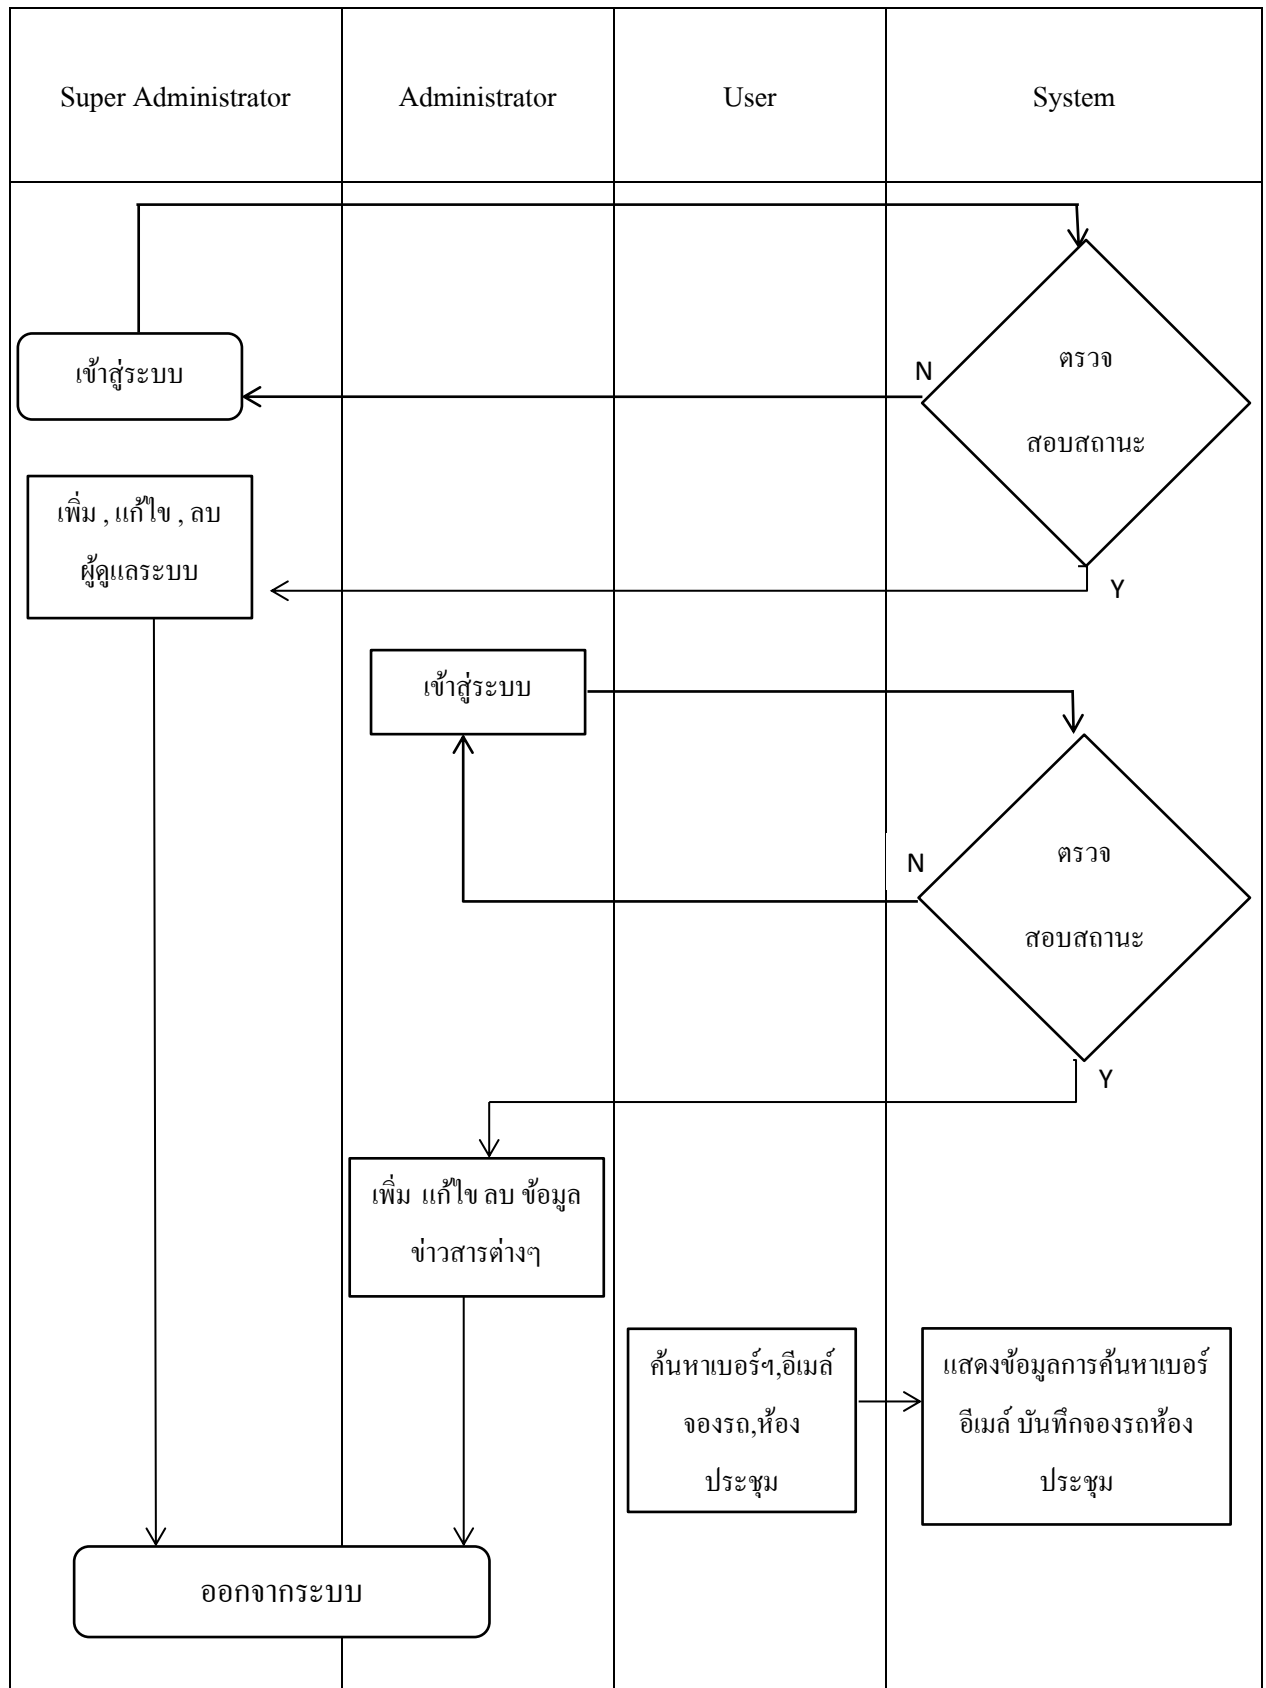 Super Administrator
Administrator
User
System
เข้าสู่ระบบ
N
ตรวจ
สอบสถานะ
เพิ่ม , แก้ไข , ลบ
ผู้ดูแลระบบ
Y
เข้าสู่ระบบ
N
ตรวจ
สอบสถานะ
Y
เพิ่ม แก้ไข ลบ ข้อมูล
ข่าวสารต่างๆ
ค้นหาเบอร์ฯ,อีเมล์
จองรถ,ห้อง
ประชุม
แสดงข้อมูลการค้นหาเบอร์
อีเมล์ บันทึกจองรถห้อง
ประชุม
ออกจากระบบ